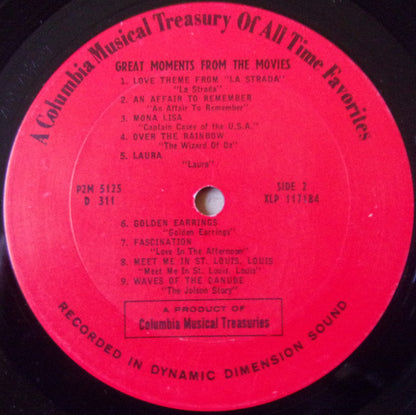 A Columbia Musical Treasury Of All Time Favorites
GREAT MOMENTS FROM THE MOVIES
1. LOVE THEME FROM "LA STRADA"
"La Strada"
2. AN AFFAIR TO REMEMBER
"An Affair To Remember"
3. MONA LISA
"Captain Carey of the U.S.A."
4. OVER THE RAINBOW
"The Wizard Of Oz"
5. LAURA
"Laura"
P2M 5125
D 311
SIDE 2
XLP 117184
6. GOLDEN EARRINGS
"Golden Earrings"
7. FASCINATION
"Love In The Afternoon"
8. MEET ME IN ST. LOUIS, LOUIS
"Meet Me In St. Louis, Louis"
9. WAVES OF THE DANUBE
"The Jolson Story"
A PRODUCT OF
Columbia Musical Treasuries
RECORDED IN DYNAMIC DIMENSION SOUND